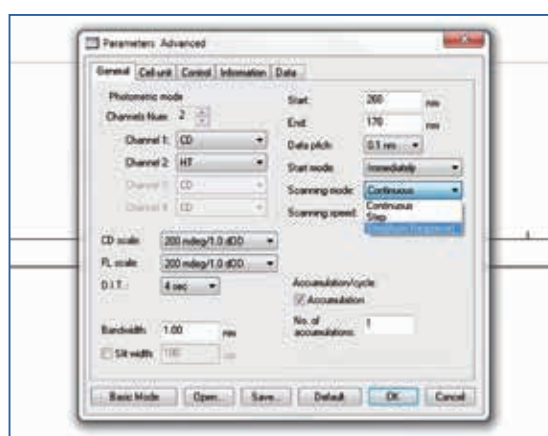 Parameters Advanced
General Cell unit Control Information Data
Photometric mode
Channels Num: 2
Channel 1: CD
Channel 2: HT
Channel 3: CD
Channel 4: CD
CD scale: 200 mdeg/1.0 dOD
FL scale: 200 mdeg/1.0 dOD
D.I.T.: 4 sec
Bandwidth: 1.00 nm
Slit width: 100
Start: 260 nm
End: 170 nm
Data pitch: 0.1 nm
Start mode: Immediately
Scanning mode: Continuous
Continuous
Step
Scanning speed:
Accumulation/cycle
Accumulation
No. of
accumulations: 1
Basic Mode Open... Save... Default OK Cancel